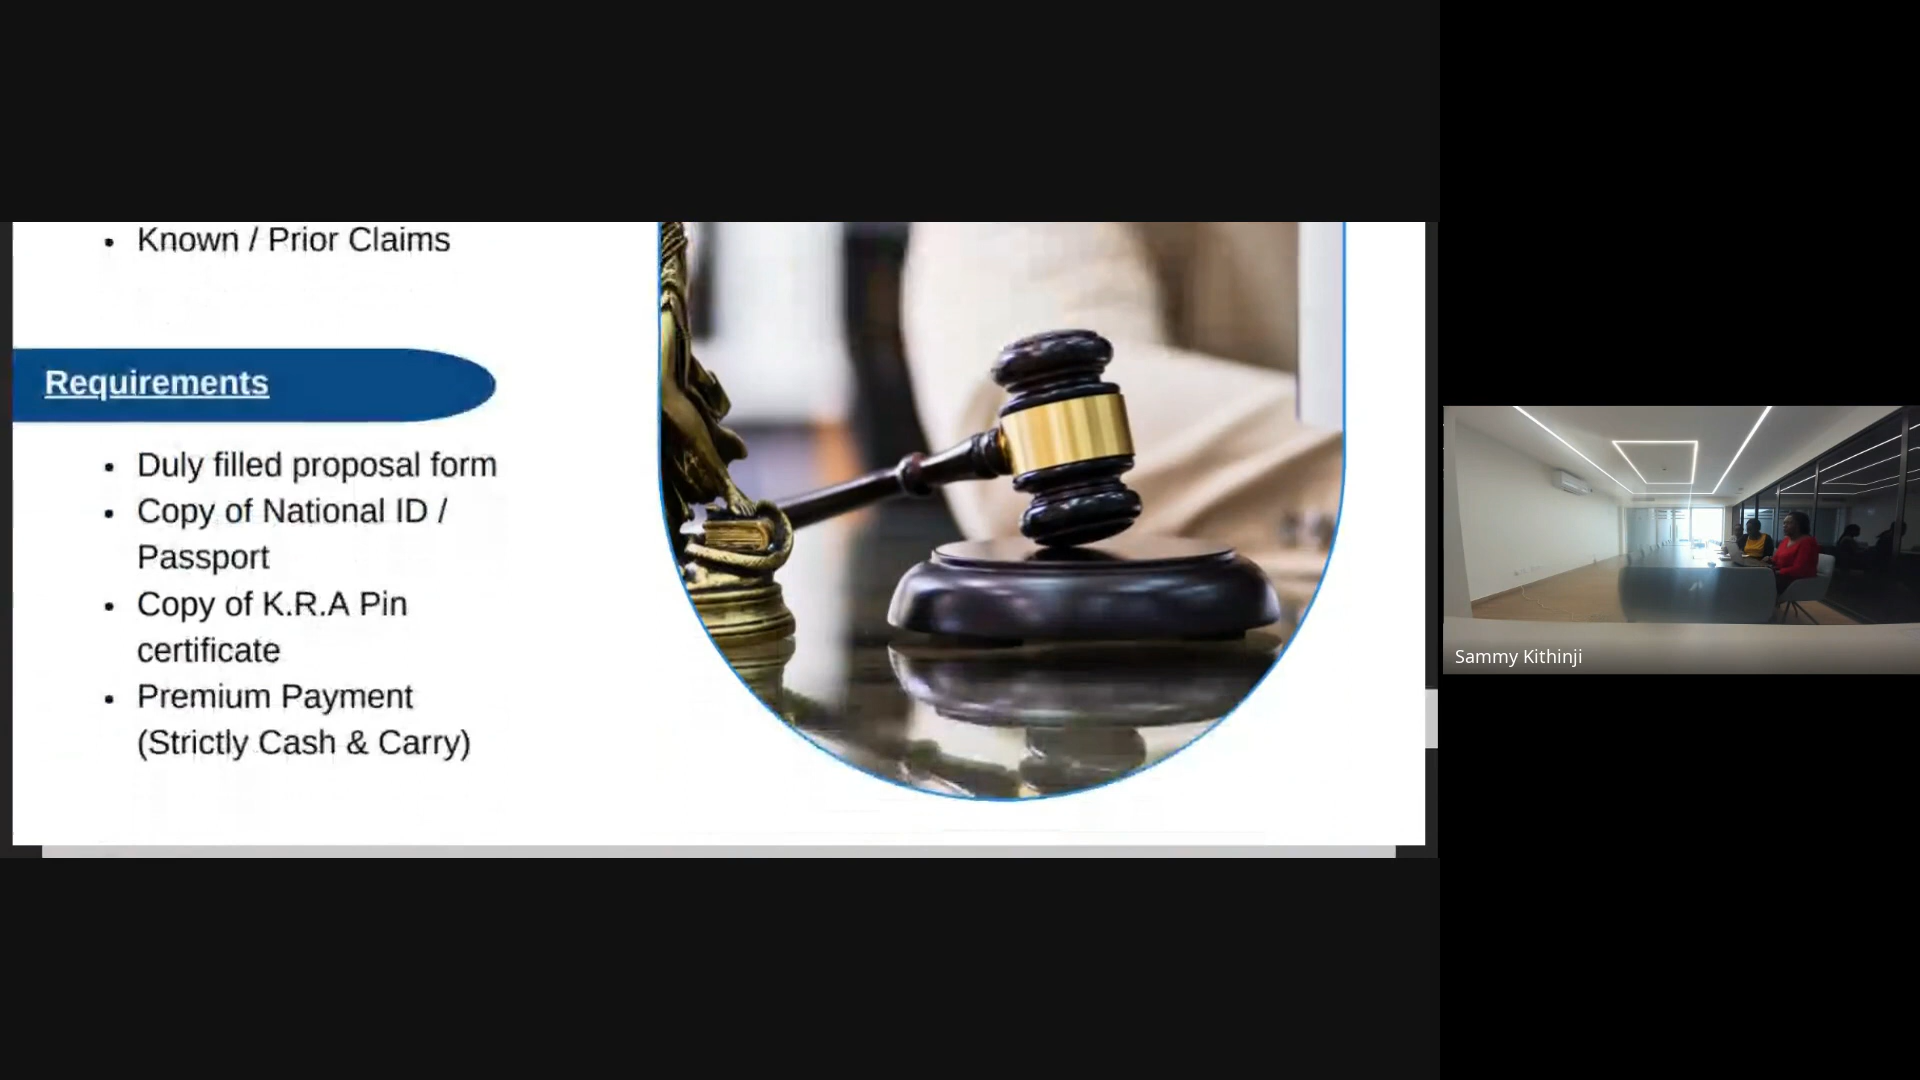 Known / Prior Claims
Requirements
Duly filled proposal form
Copy of National ID /
Passport
Copy of K.R.A Pin
certificate
Premium Payment
(Strictly Cash & Carry)
Sammy Kithinji